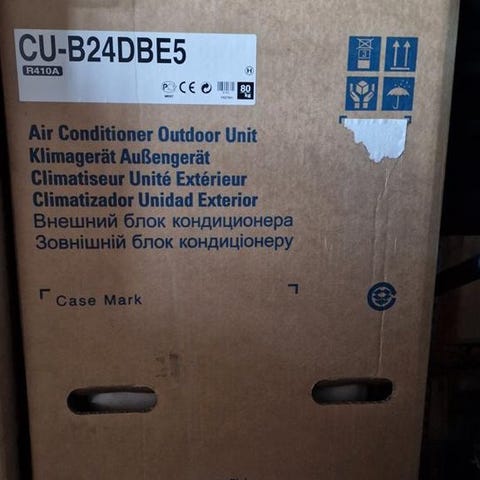 CU-B24DBE5
R410A
H
80
kg
Air Conditioner Outdoor Unit
Klimagerät Außengerät
Climatiseur Unité Extérieur
Climatizador Unidad Exterior
Внешний блок кондиционера
Зовнішній блок кондиціонеру
Case Mark